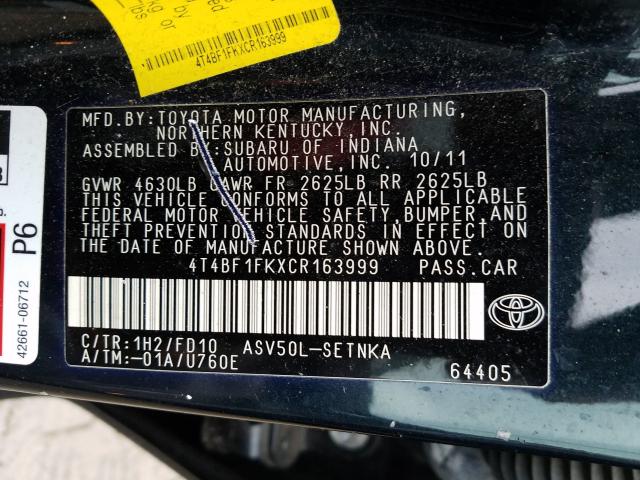 kg or
lbs
4T4BF1FKXCR163999
MFD.BY:TOYOTA MOTOR MANUFACTURING,
NORTHERN KENTUCKY,INC.
ASSEMBLED BY:SUBARU OF INDIANA
AUTOMOTIVE,INC. 10/11
GVWR 4630LB GAWR FR 2625LB RR 2625LB
THIS VEHICLE CONFORMS TO ALL APPLICABLE
FEDERAL MOTOR VEHICLE SAFETY,BUMPER,AND
THEFT PREVENTION STANDARDS IN EFFECT ON
THE DATE OF MANUFACTURE SHOWN ABOVE.
4T4BF1FKXCR163999 PASS.CAR
C/TR:1H2/FD10 ASV50L-SETNKA
A/TM:-01A/U760E
64405
P6
42661-06712